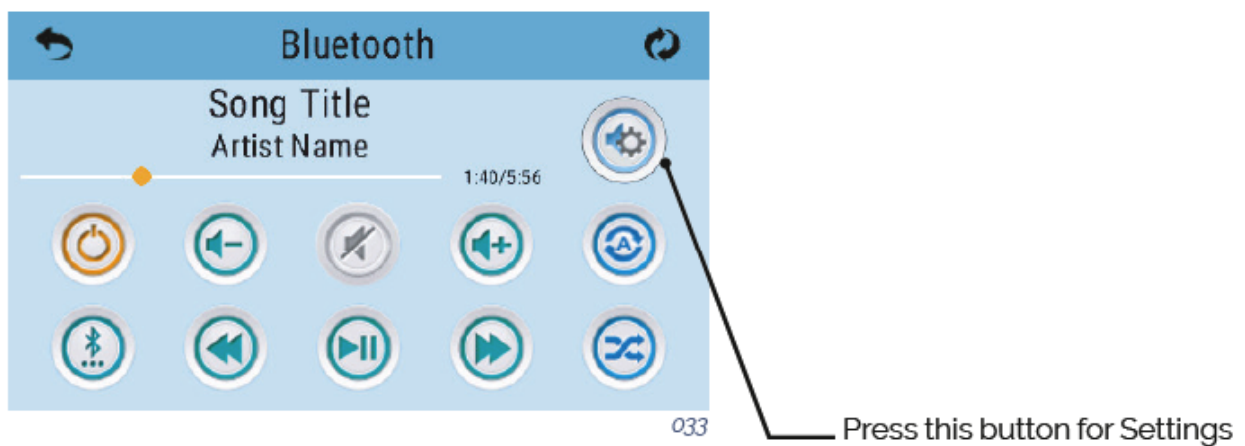 Bluetooth
Song Title
Artist Name
1:40/5:56
A
033
Press this button for Settings